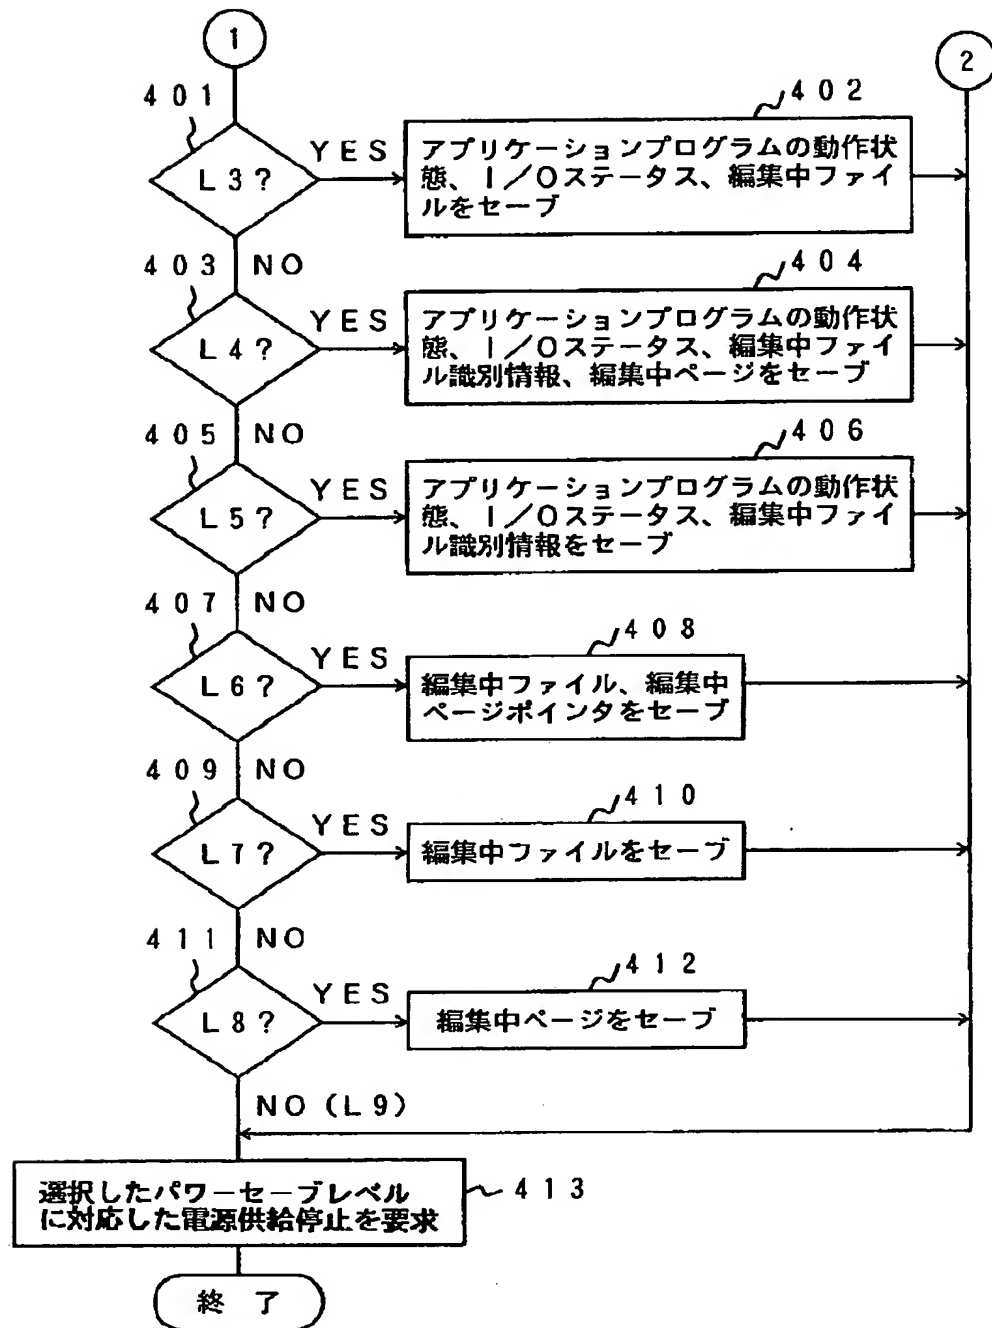 1
2
401
402
L3?
YES
アプリケーションプログラムの動作状
態、I/Oステータス、編集中ファイ
ルをセーブ
403
NO
404
L4?
YES
アプリケーションプログラムの動作状
態、I/Oステータス、編集中ファイ
ル識別情報、編集中ページをセーブ
405
NO
406
L5?
YES
アプリケーションプログラムの動作状
態、I/Oステータス、編集中ファイ
ル識別情報をセーブ
407
NO
408
L6?
YES
編集中ファイル、編集中
ページポインタをセーブ
409
NO
410
L7?
YES
編集中ファイルをセーブ
411
NO
412
L8?
YES
編集中ページをセーブ
NO(L9)
選択したパワーセーブレベル
に対応した電源供給停止を要求
413
終 了